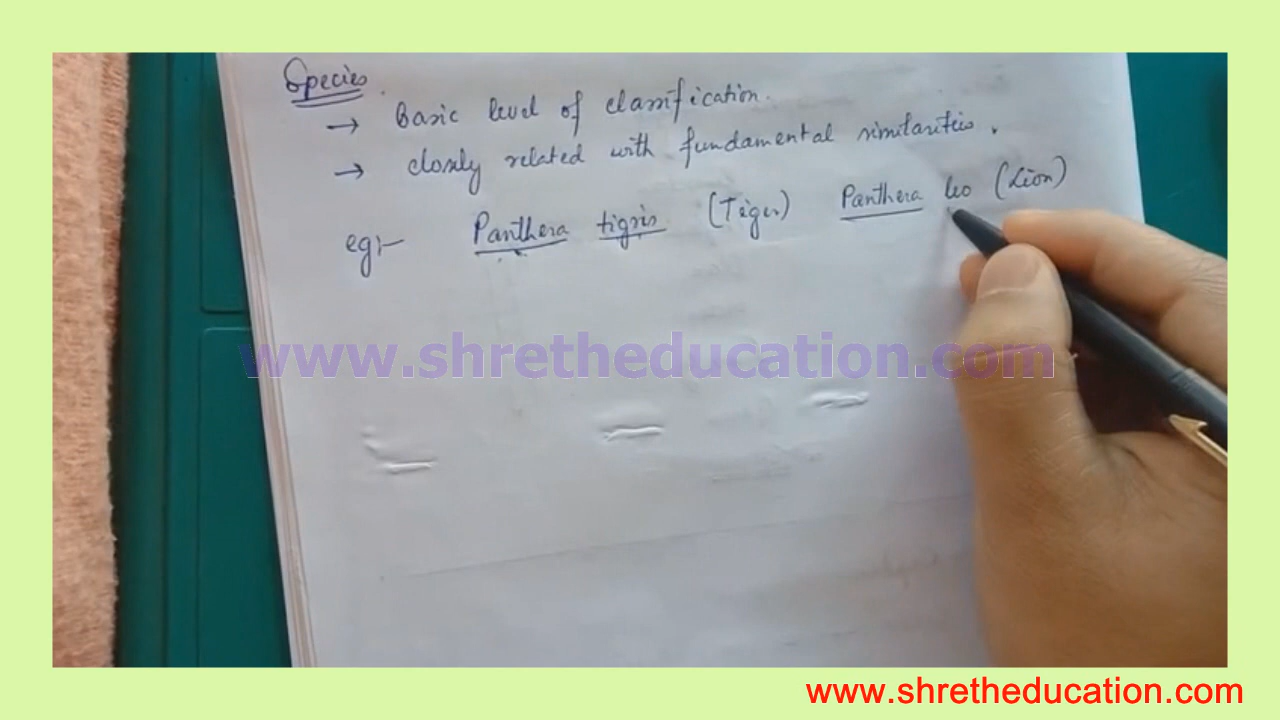 Species.
→ Basic level of classification.
→ closely related with fundamental similarities.
eg:- Panthera tigris (Tiger) Panthera leo (Lion)
www.shretheducation.com
www.shretheducation.com